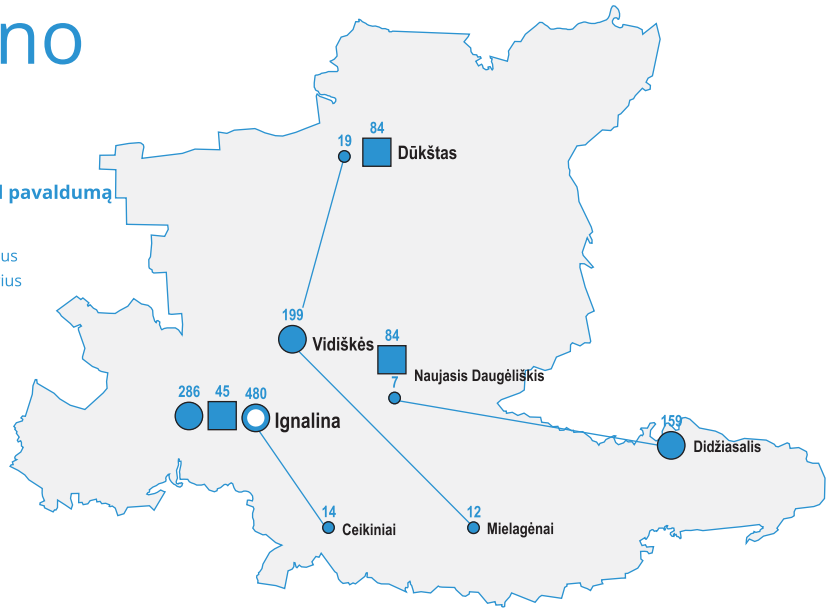 no
l pavaldumą
us
ius
19
84
Dūkštas
199
Vidiškės
84
Naujasis Daugėliškis
7
286
45
480
Ignalina
159
Didžiasalis
14
Ceikiniai
12
Mielagėnai